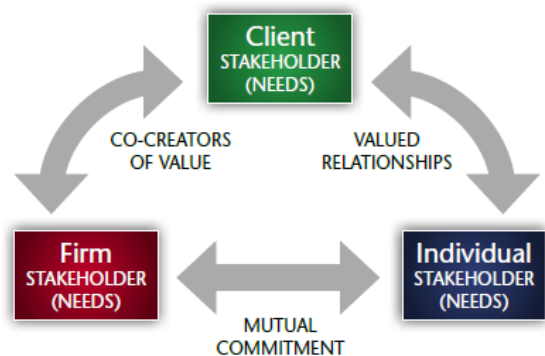 Client
STAKEHOLDER
(NEEDS)
CO-CREATORS
OF VALUE
VALUED
RELATIONSHIPS
Firm
STAKEHOLDER
(NEEDS)
Individual
STAKEHOLDER
(NEEDS)
MUTUAL
COMMITMENT